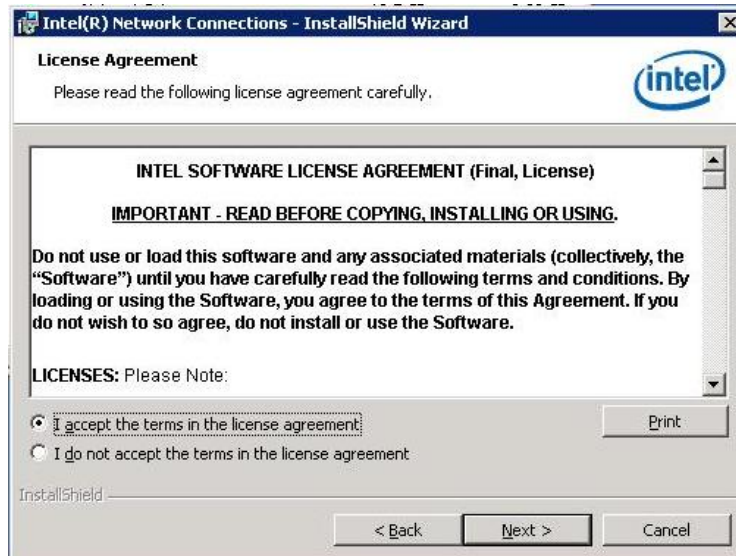 Intel(R) Network Connections - InstallShield Wizard
License Agreement
Please read the following license agreement carefully.
intel
INTEL SOFTWARE LICENSE AGREEMENT (Final, License)
IMPORTANT - READ BEFORE COPYING, INSTALLING OR USING.
Do not use or load this software and any associated materials (collectively, the
“Software”) until you have carefully read the following terms and conditions. By
loading or using the Software, you agree to the terms of this Agreement. If you
do not wish to so agree, do not install or use the Software.
LICENSES: Please Note:
I accept the terms in the license agreement
Print
I do not accept the terms in the license agreement
InstallShield
< Back
Next >
Cancel